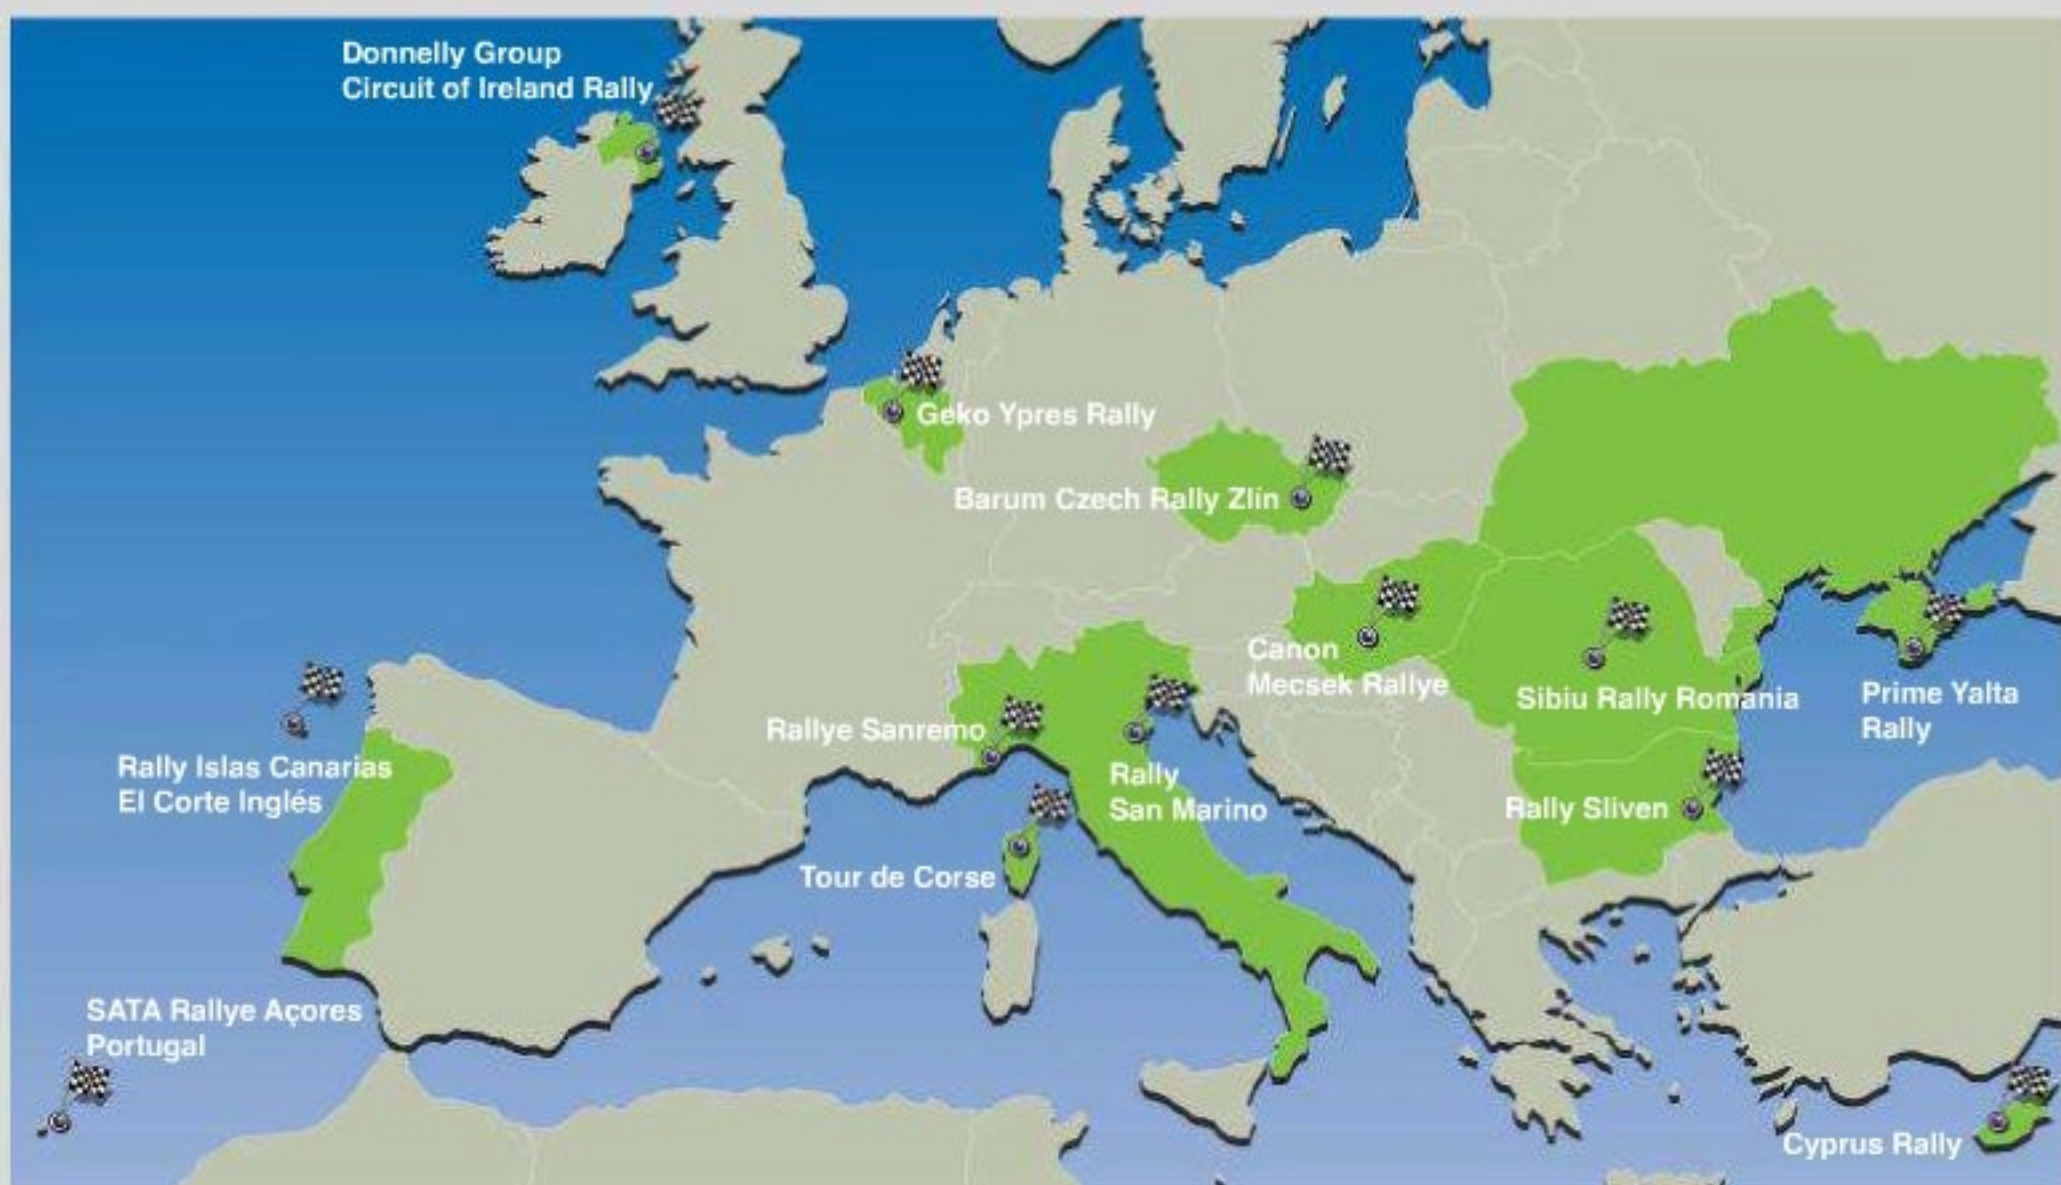 Donnelly Group
Circuit of Ireland Rally
Geko Ypres Rally
Barum Czech Rally Zlín
Canon
Mecsek Rallye
Sibiu Rally Romania
Prime Yalta
Rally
Rallye Sanremo
Rally Islas Canarias
El Corte Inglés
Rally
San Marino
Rally Sliven
Tour de Corse
SATA Rallye Açores
Portugal
Cyprus Rally